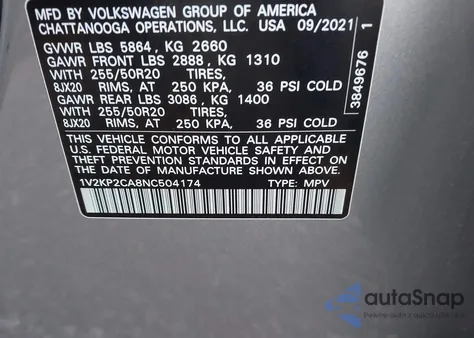 MFD BY VOLKSWAGEN GROUP OF AMERICA
CHATTANOOGA OPERATIONS, LLC. USA 09/2021
GVWR LBS 5864 , KG 2660
GAWR FRONT LBS 2888 , KG 1310
WITH 255/50R20 TIRES,
8JX20 RIMS, AT 250 KPA, 36 PSI COLD
GAWR REAR LBS 3086 , KG 1400
WITH 255/50R20 TIRES,
8JX20 RIMS, AT 250 KPA, 36 PSI COLD
THIS VEHICLE CONFORMS TO ALL APPLICABLE
U.S. FEDERAL MOTOR VEHICLE SAFETY
AND THEFT PREVENTION STANDARDS IN EFFECT
ON THE DATE OF MANUFACTURE SHOWN ABOVE.
1V2KP2CA8NC504174 TYPE: MPV
3849676 1
autoSnap